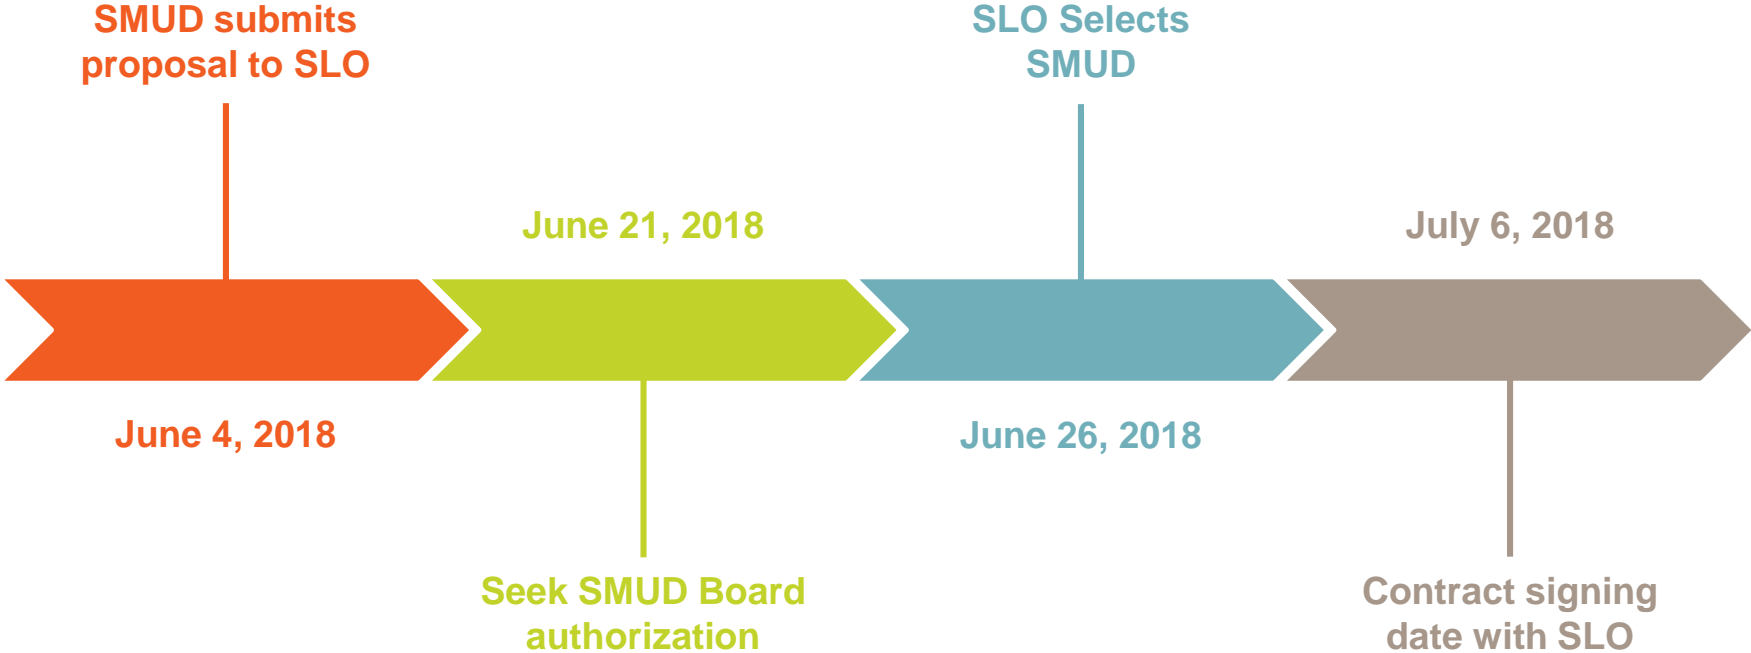 SMUD submits
proposal to SLO
June 4, 2018
June 21, 2018
Seek SMUD Board
authorization
SLO Selects
SMUD
June 26, 2018
July 6, 2018
Contract signing
date with SLO